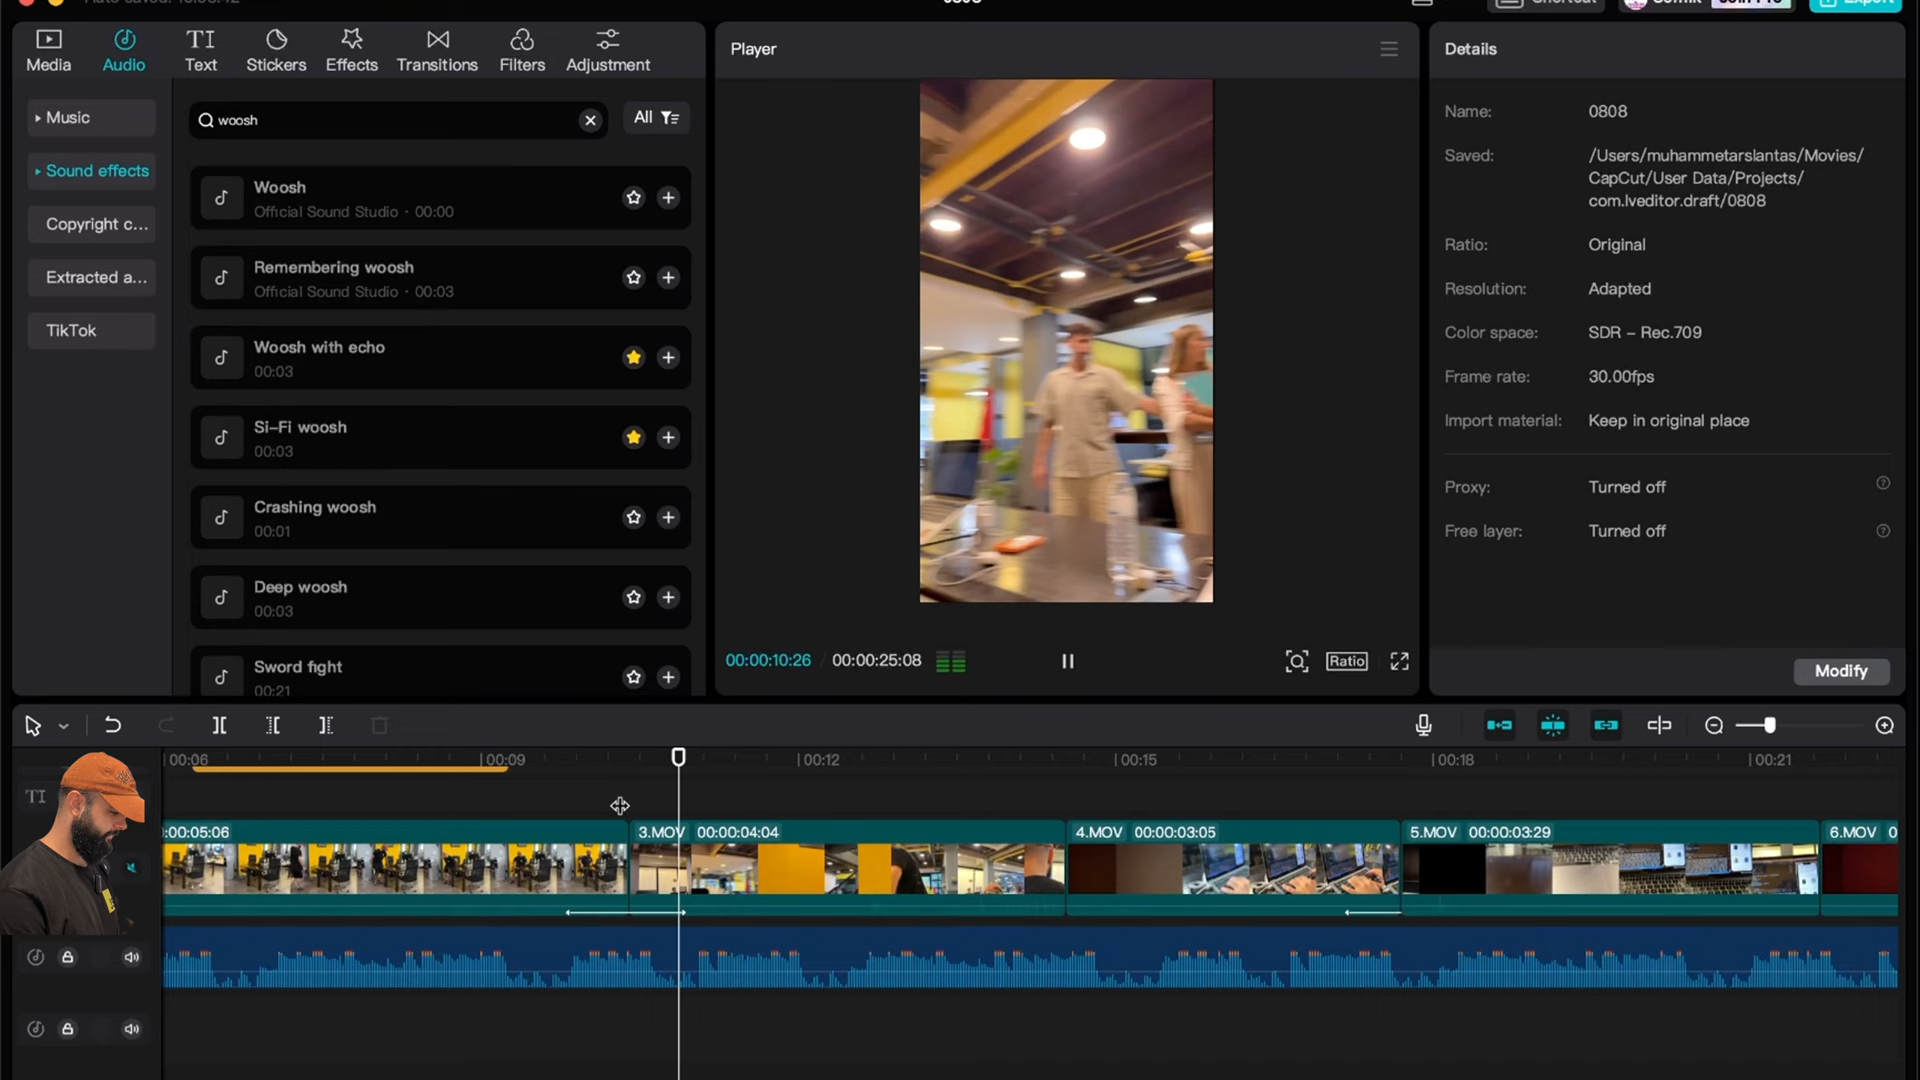 Media
Audio
Text
Stickers
Effects
Transitions
Filters
Adjustment
Music
Sound effects
Copyright c...
Extracted a...
TikTok
woosh
All
Woosh
Official Sound Studio · 00:00
Remembering woosh
Official Sound Studio · 00:03
Woosh with echo
00:03
Si-Fi woosh
00:03
Crashing woosh
00:01
Deep woosh
00:03
Sword fight
00:21
Player
00:00:10:26
00:00:25:08
Ratio
Details
Name: 0808
Saved: /Users/muhammetarslantas/Movies/
CapCut/User Data/Projects/
com.lveditor.draft/0808
Ratio: Original
Resolution: Adapted
Color space: SDR – Rec.709
Frame rate: 30.00fps
Import material: Keep in original place
Proxy: Turned off
Free layer: Turned off
Modify
00:06
00:09
00:12
00:15
00:18
00:21
TI
:00:05:06
3.MOV 00:00:04:04
4.MOV 00:00:03:05
5.MOV 00:00:03:29
6.MOV 0